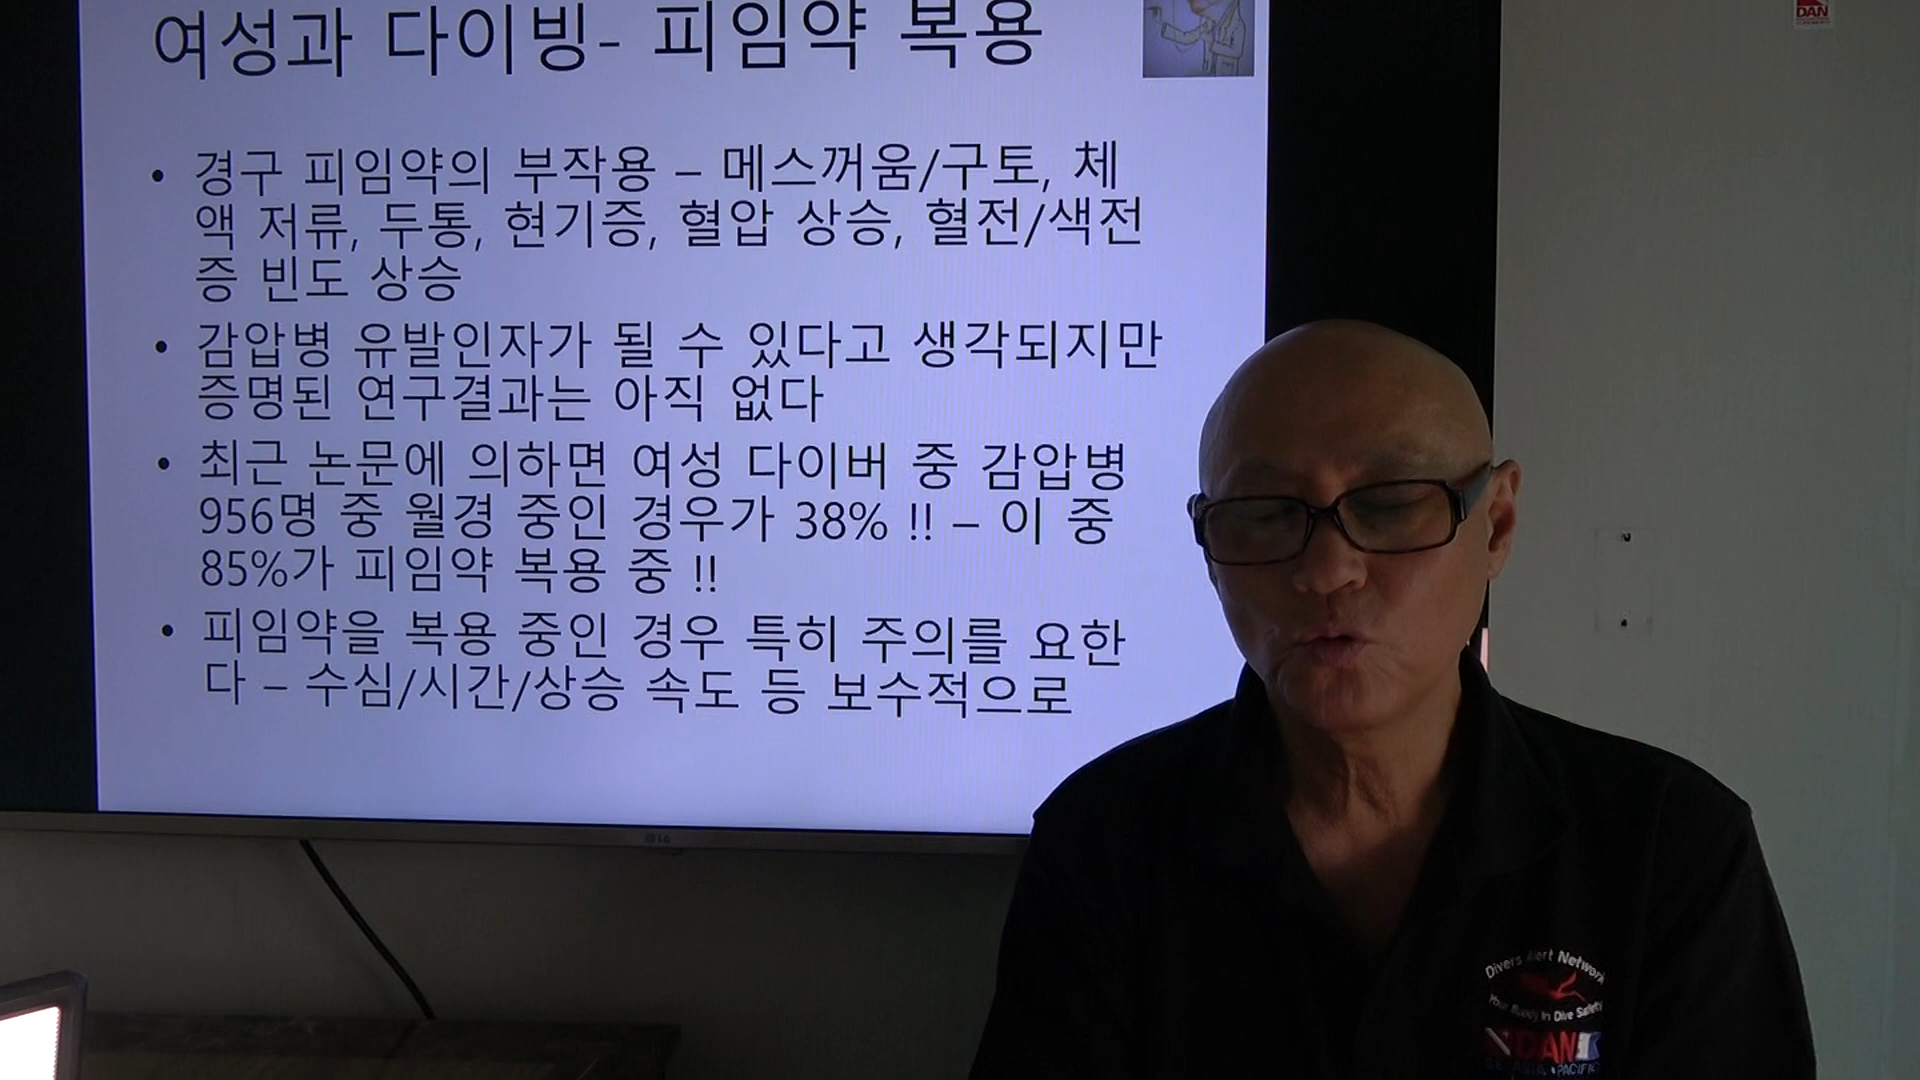 여성과 다이빙- 피임약 복용
• 경구 피임약의 부작용 – 메스꺼움/구토, 체
액 저류, 두통, 현기증, 혈압 상승, 혈전/색전
증 빈도 상승
• 감압병 유발인자가 될 수 있다고 생각되지만
증명된 연구결과는 아직 없다
• 최근 논문에 의하면 여성 다이버 중 감압병
956명 중 월경 중인 경우가 38% !! – 이 중
85%가 피임약 복용 중 !!
• 피임약을 복용 중인 경우 특히 주의를 요한
다 – 수심/시간/상승 속도 등 보수적으로
LG
DAN
Divers Alert Network
Your Buddy In Dive Safety
DAN
PACIFIC